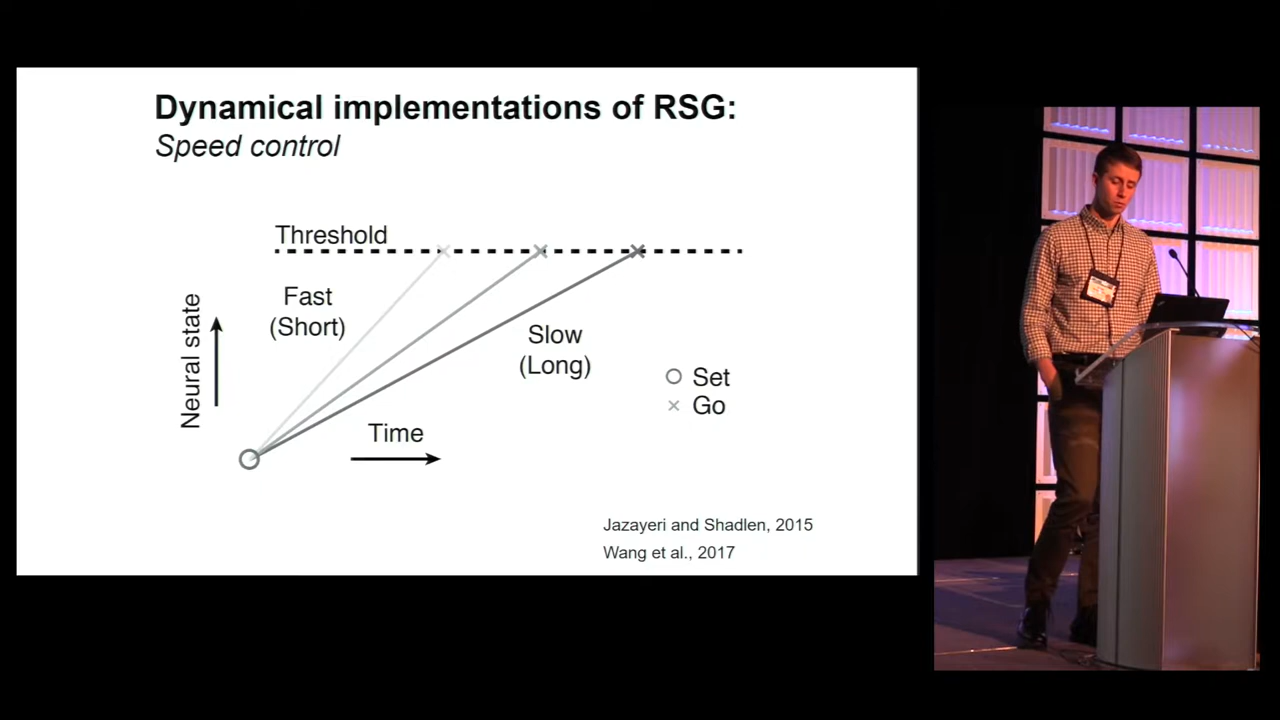 Dynamical implementations of RSG:
Speed control
Threshold
Fast
(Short)
Neural state
Slow
(Long)
Set
Go
Time
Jazayeri and Shadlen, 2015
Wang et al., 2017